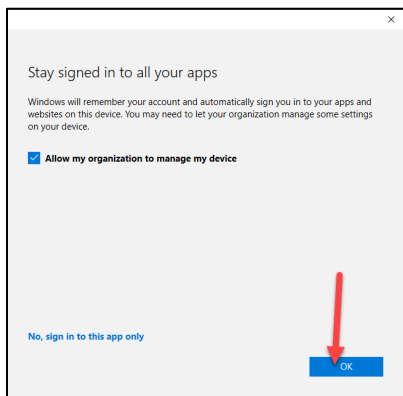 Stay signed in to all your apps
Windows will remember your account and automatically sign you in to your apps and
websites on this device. You may need to let your organization manage some settings
on your device.
Allow my organization to manage my device
No, sign in to this app only
OK